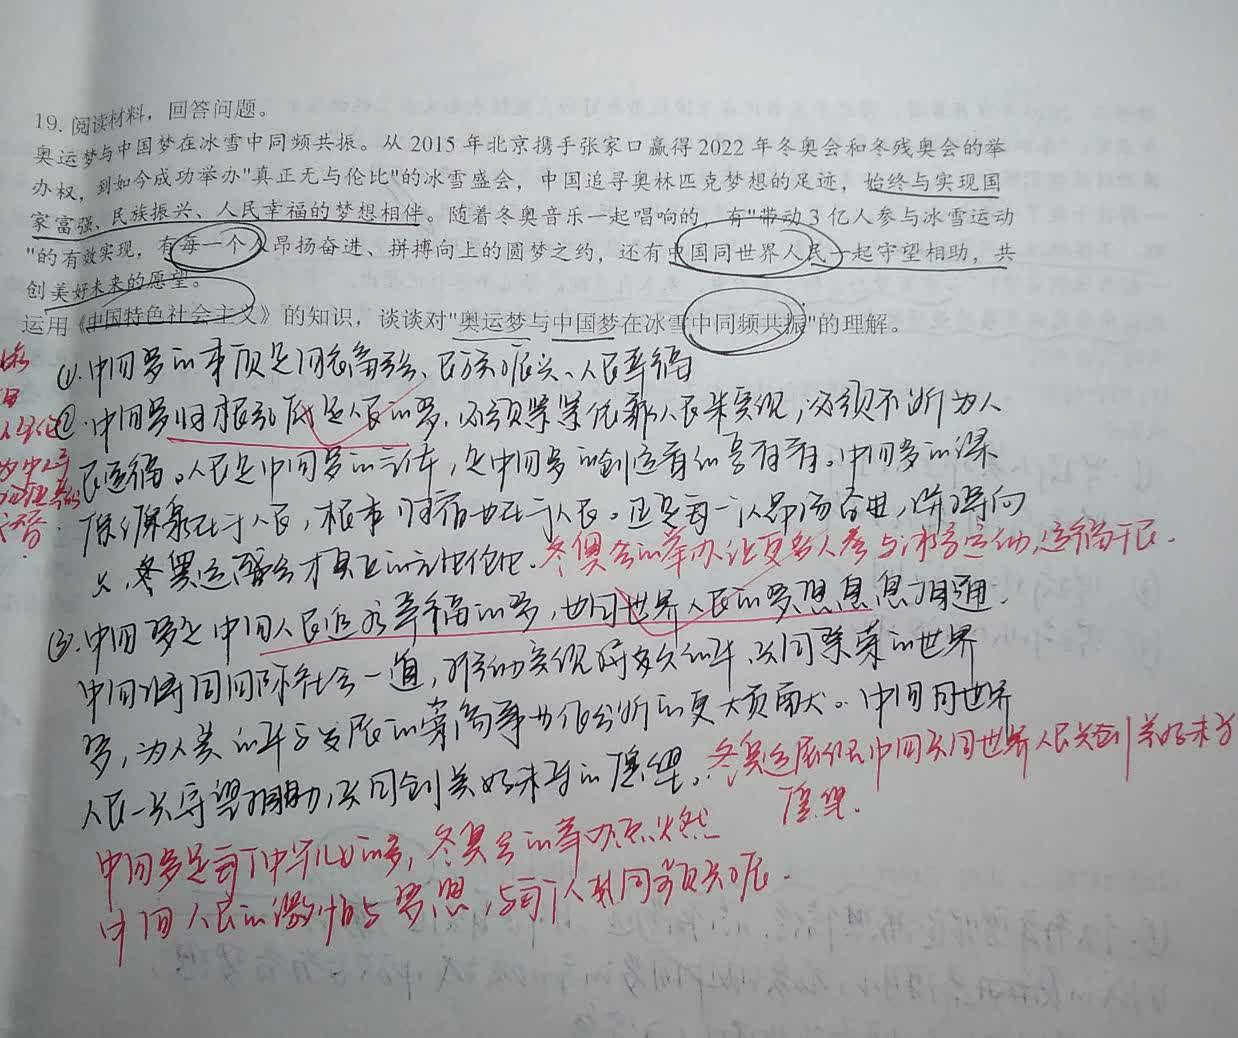 19. 阅读材料，回答问题。
奥运梦与中国梦在冰雪中同频共振。从 2015 年北京携手张家口赢得 2022 年冬奥会和冬残奥会的举
办权，到如今成功举办"真正无与伦比"的冰雪盛会，中国追寻奥林匹克梦想的足迹，始终与实现国
家富强、民族振兴、人民幸福的梦想相伴。随着冬奥音乐一起唱响的，有"带动 3 亿人参与冰雪运动
"的有效实现，有每一个人昂扬奋进、拼搏向上的圆梦之约，还有中国同世界人民一起守望相助，共
创美好未来的愿望。
运用《中国特色社会主义》的知识，谈谈对"奥运梦与中国梦在冰雪中同频共振"的理解。
①.中国梦的本质是国家富强、民族振兴、人民幸福
②.中国梦归根到底是人民的梦，必须紧紧依靠人民来实现，必须不断为人
民造福。人民是中国梦的主体，是中国梦的创造者和享有者。中国梦的深
厚源泉在于人民，根本归宿也在于人民。正是每一个人昂扬奋进，拼搏向
上，冬奥运盛会才真正的无与伦比。冬奥会的举办让更多人参与冰雪运动，造福于民.
③.中国梦是中国人民追求幸福的梦，也同世界人民的梦想息息相通.
中国将同国际社会一道，推动实现持久和平、共同繁荣的世界
梦，为人类和平与发展的崇高事业作出新的更大贡献。中国同世界
人民一起守望相助，共同创美好未来的愿望。冬奥运展现中国共同世界人民共创美好未来
愿望.
中国梦是每个中华儿女的梦，冬奥会的举办点燃
中国人民的激情与梦想，与每个人都同频共振.